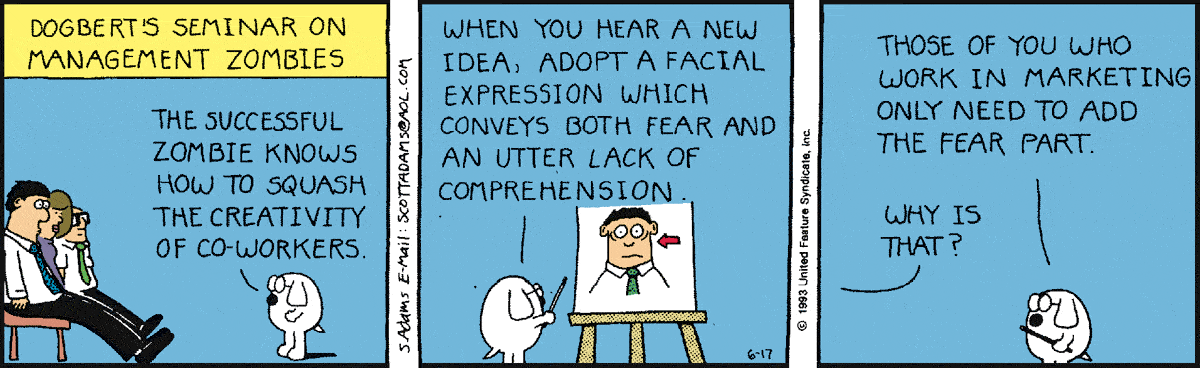 DOGBERT'S SEMINAR ON
MANAGEMENT ZOMBIES
THE SUCCESSFUL
ZOMBIE KNOWS
HOW TO SQUASH
THE CREATIVITY
OF CO-WORKERS.
S.Adams E-Mail: SCOTTADAMS@AOL.COM
WHEN YOU HEAR A NEW
IDEA, ADOPT A FACIAL
EXPRESSION WHICH
CONVEYS BOTH FEAR AND
AN UTTER LACK OF
COMPREHENSION.
6-17
© 1993 United Feature Syndicate, Inc.
THOSE OF YOU WHO
WORK IN MARKETING
ONLY NEED TO ADD
THE FEAR PART.
WHY IS
THAT?